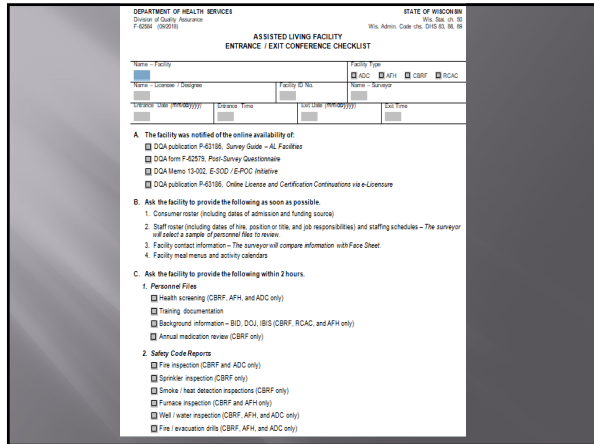 DEPARTMENT OF HEALTH SERVICES STATE OF WISCONSIN
Division of Quality Assurance Wis. Stat. ch. 50
F-62584 (09/2018) Wis. Admin. Code chs. DHS 83, 88, 89
ASSISTED LIVING FACILITY
ENTRANCE / EXIT CONFERENCE CHECKLIST
Name – Facility Facility Type
ADC AFH CBRF RCAC
Name – Licensee / Designee Facility ID No. Name – Surveyor
Entrance Date (mm/dd/yyyy) Entrance Time Exit Date (mm/dd/yyyy) Exit Time
A. The facility was notified of the online availability of:
DQA publication P-63186, Survey Guide – AL Facilities
DQA form F-62579, Post-Survey Questionnaire
DQA Memo 13-002, E-SOD / E-POC Initiative
DQA publication P-63186, Online License and Certification Continuations via e-Licensure
B. Ask the facility to provide the following as soon as possible.
1. Consumer roster (including dates of admission and funding source)
2. Staff roster (including dates of hire, position or title, and job responsibilities) and staffing schedules – The surveyor
will select a sample of personnel files to review.
3. Facility contact information – The surveyor will compare information with Face Sheet.
4. Facility meal menus and activity calendars
C. Ask the facility to provide the following within 2 hours.
1. Personnel Files
Health screening (CBRF, AFH, and ADC only)
Training documentation
Background information – BID, DOJ, IBIS (CBRF, RCAC, and AFH only)
Annual medication review (CBRF only)
2. Safety Code Reports
Fire inspection (CBRF and ADC only)
Sprinkler inspection (CBRF only)
Smoke / heat detection inspections (CBRF only)
Furnace inspection (CBRF and AFH only)
Well / water inspection (CBRF, AFH, and ADC only)
Fire / evacuation drills (CBRF, AFH, and ADC only)